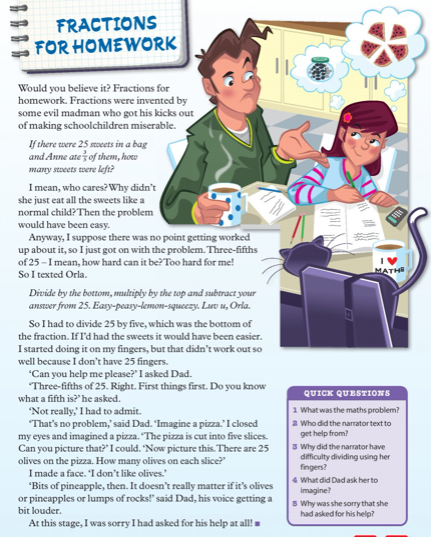 FRACTIONS
FOR HOMEWORK
Would you believe it? Fractions for
homework. Fractions were invented by
some evil madman who got his kicks out
of making schoolchildren miserable.
If there were 25 sweets in a bag
and Anne ate 3/5 of them, how
many sweets were left?
I mean, who cares? Why didn't
she just eat all the sweets like a
normal child? Then the problem
would have been easy.
Anyway, I suppose there was no point getting worked
up about it, so I just got on with the problem. Three-fifths
of 25 – I mean, how hard can it be? Too hard for me!
So I texted Orla.
Divide by the bottom, multiply by the top and subtract your
answer from 25. Easy-peasy-lemon-squeezy. Luv u, Orla.
So I had to divide 25 by five, which was the bottom of
the fraction. If I'd had the sweets it would have been easier.
I started doing it on my fingers, but that didn't work out so
well because I don't have 25 fingers.
'Can you help me please?' I asked Dad.
'Three-fifths of 25. Right. First things first. Do you know
what a fifth is?' he asked.
'Not really,' I had to admit.
'That's no problem,' said Dad. 'Imagine a pizza.' I closed
my eyes and imagined a pizza. 'The pizza is cut into five slices.
Can you picture that?' I could. 'Now picture this. There are 25
olives on the pizza. How many olives on each slice?'
I made a face. 'I don't like olives.'
'Bits of pineapple, then. It doesn't really matter if it's olives
or pineapples or lumps of rocks!' said Dad, his voice getting a
bit louder.
At this stage, I was sorry I had asked for his help at all!
I ♥
MATHS
QUICK QUESTIONS
1 What was the maths problem?
2 Who did the narrator text to
get help from?
3 Why did the narrator have
difficulty dividing using her
fingers?
4 What did Dad ask her to
imagine?
5 Why was she sorry that she
had asked for his help?